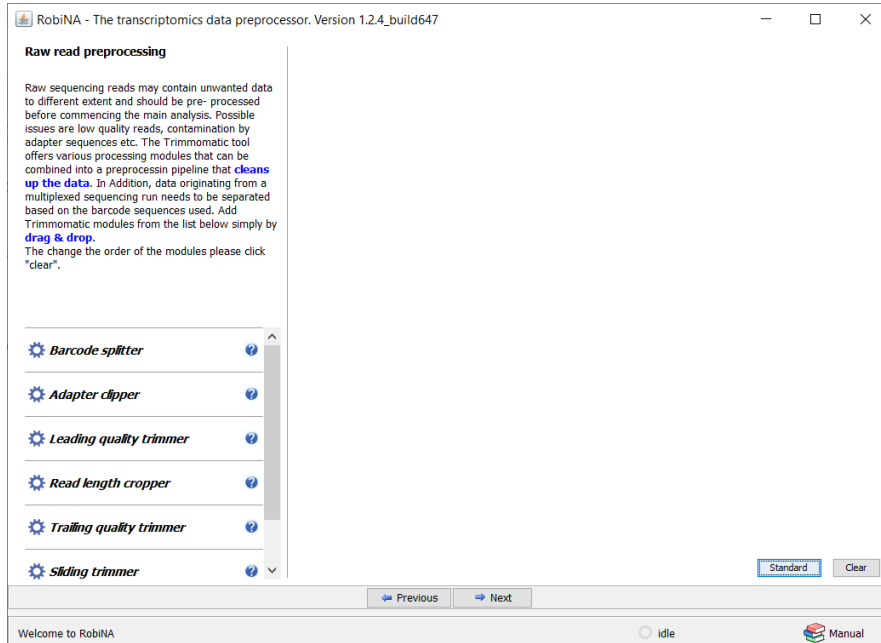 RobiNA - The transcriptomics data preprocessor. Version 1.2.4_build647
Raw read preprocessing
Raw sequencing reads may contain unwanted data
to different extent and should be pre- processed
before commencing the main analysis. Possible
issues are low quality reads, contamination by
adapter sequences etc. The Trimmomatic tool
offers various processing modules that can be
combined into a preprocessin pipeline that cleans
up the data. In Addition, data originating from a
multiplexed sequencing run needs to be separated
based on the barcode sequences used. Add
Trimmomatic modules from the list below simply by
drag & drop.
The change the order of the modules please click
"clear".
Barcode splitter
Adapter clipper
Leading quality trimmer
Read length cropper
Trailing quality trimmer
Sliding trimmer
Standard Clear
Previous Next
Welcome to RobiNA idle Manual